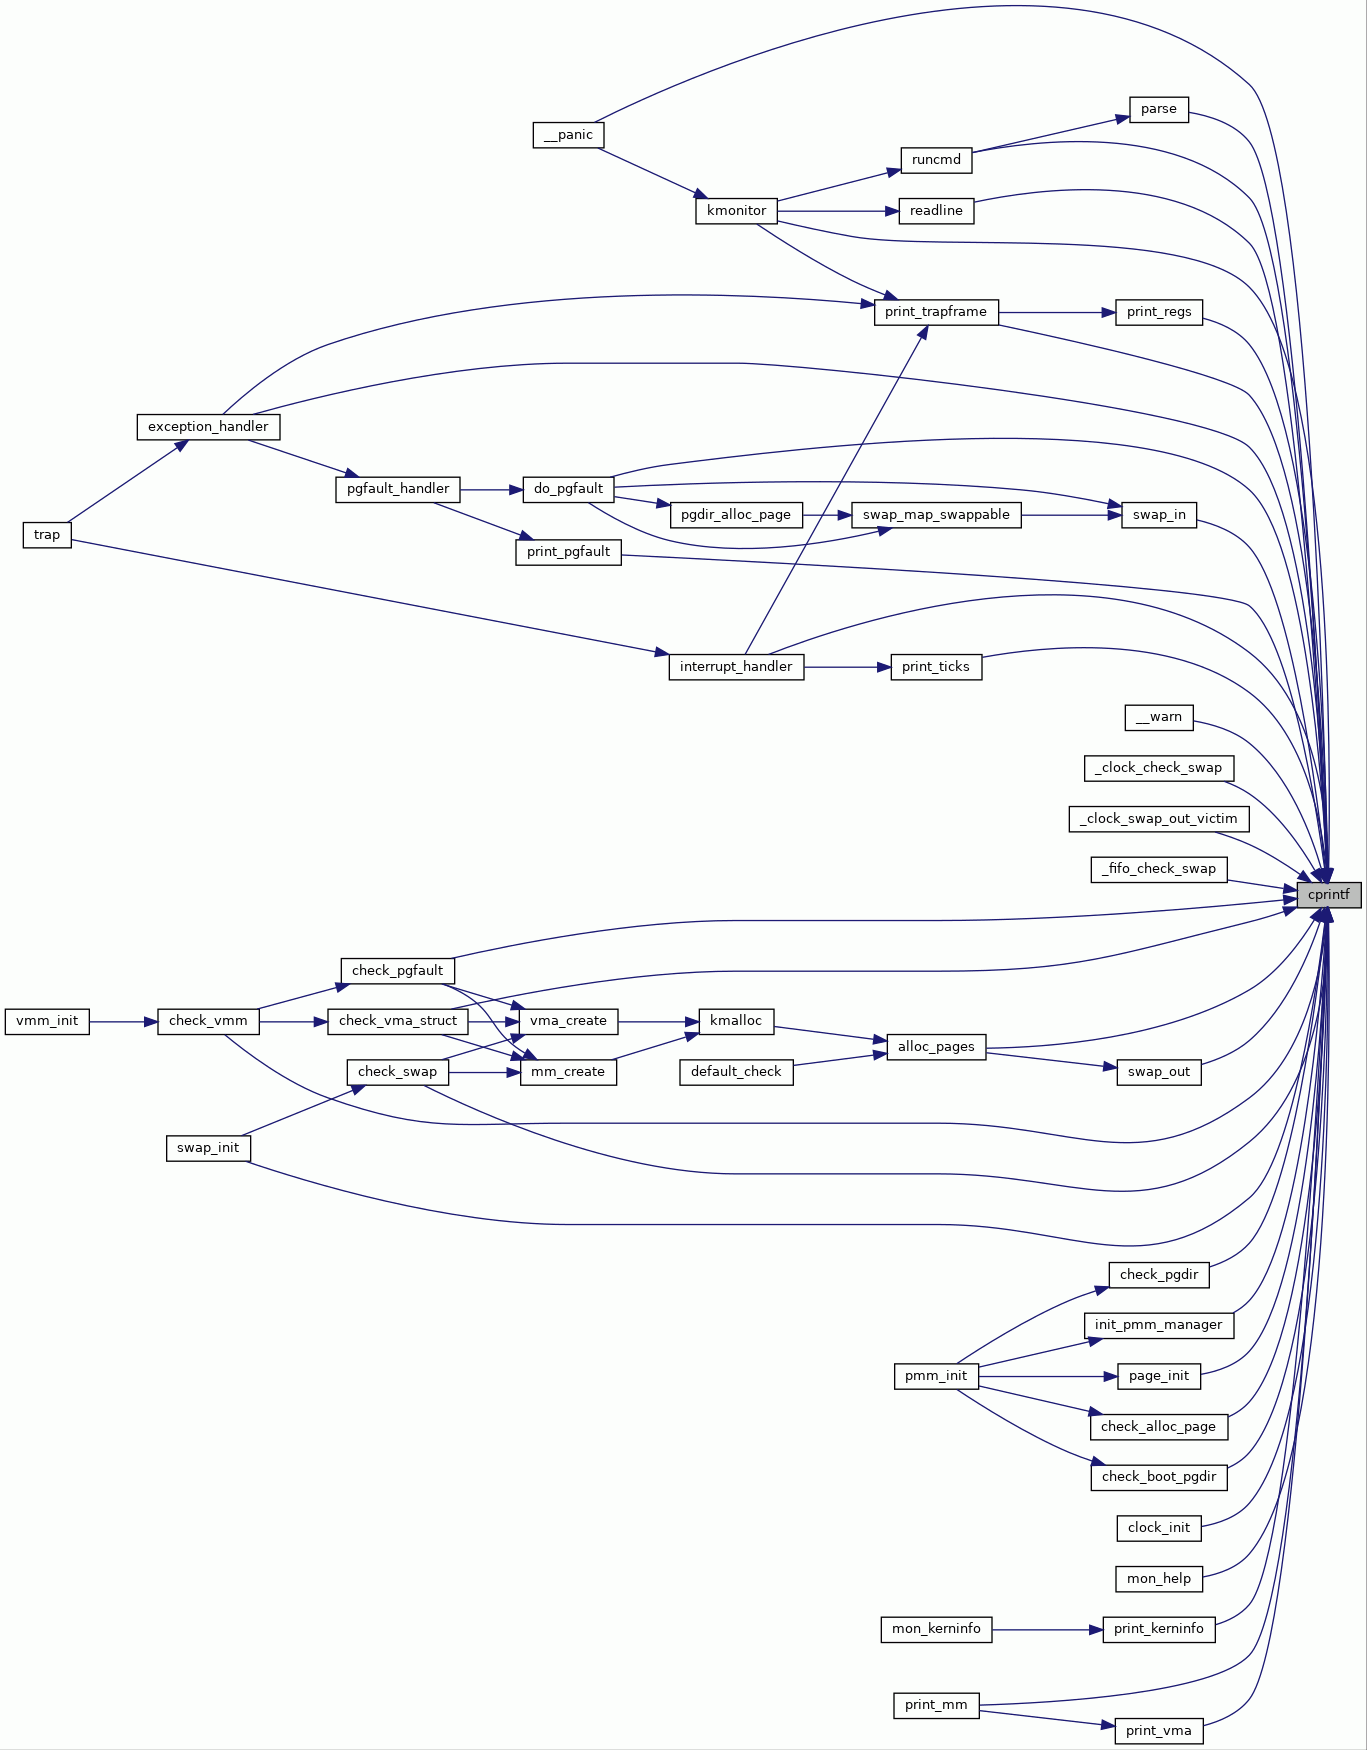 parse
__panic
runcmd
kmonitor
readline
print_trapframe
print_regs
exception_handler
pgfault_handler
do_pgfault
pgdir_alloc_page
swap_map_swappable
swap_in
trap
print_pgfault
interrupt_handler
print_ticks
__warn
_clock_check_swap
_clock_swap_out_victim
_fifo_check_swap
cprintf
check_pgfault
vmm_init
check_vmm
check_vma_struct
vma_create
kmalloc
alloc_pages
check_swap
mm_create
default_check
swap_out
swap_init
check_pgdir
init_pmm_manager
pmm_init
page_init
check_alloc_page
check_boot_pgdir
clock_init
mon_help
mon_kerninfo
print_kerninfo
print_mm
print_vma